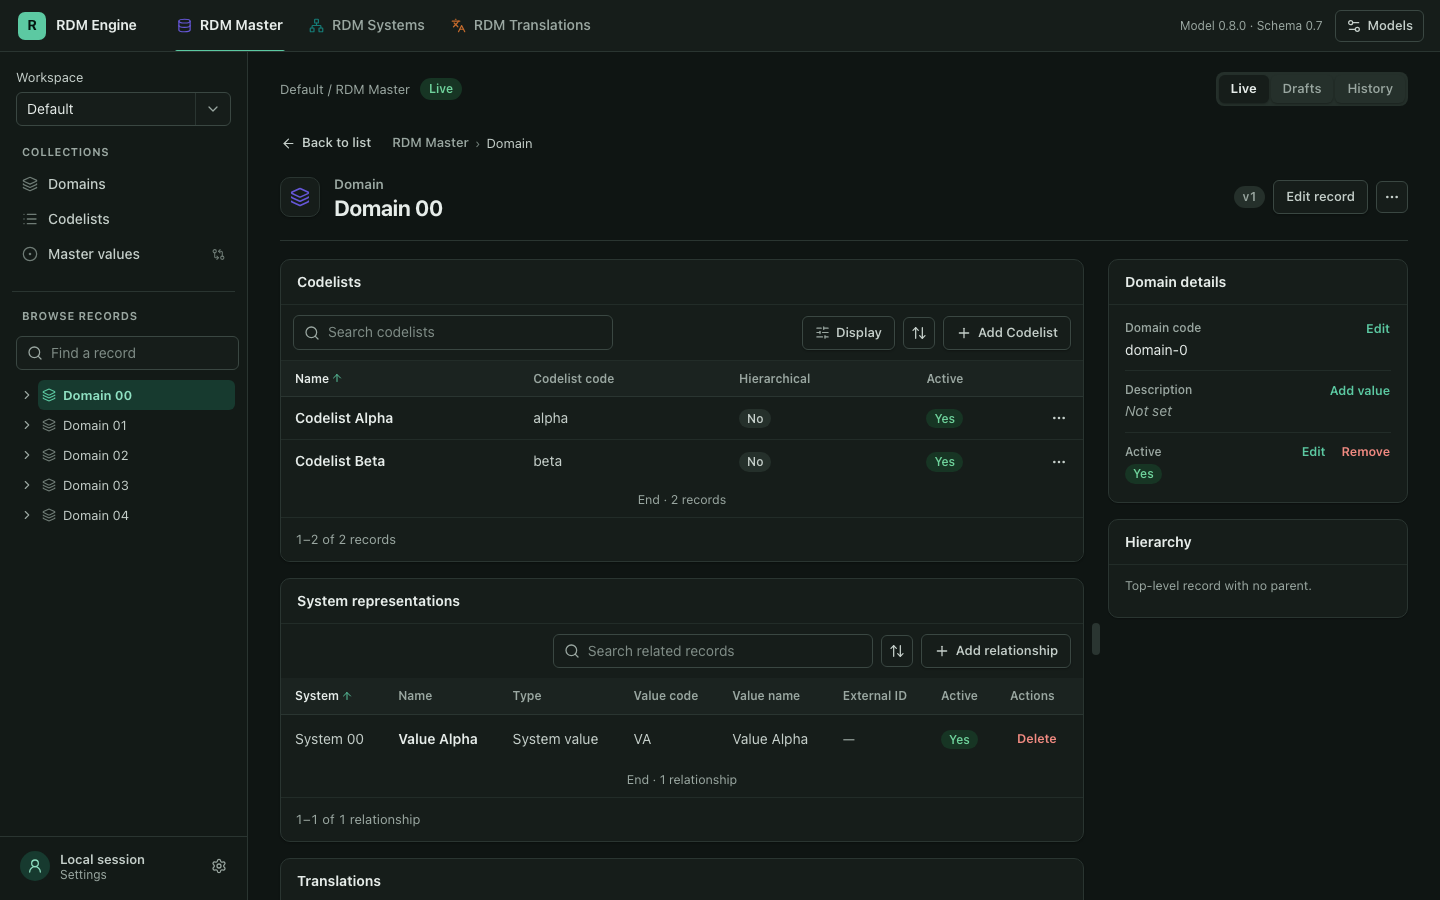 R RDM Engine RDM Master RDM Systems RDM Translations Model 0.8.0 · Schema 0.7 Models
Workspace
Default
COLLECTIONS
Domains
Codelists
Master values
BROWSE RECORDS
Find a record
Domain 00
Domain 01
Domain 02
Domain 03
Domain 04
Local session
Settings
Default / RDM Master Live Live Drafts History
Back to list RDM Master › Domain
Domain
Domain 00 v1 Edit record
Codelists
Search codelists Display Add Codelist
Name Codelist code Hierarchical Active
Codelist Alpha alpha No Yes
Codelist Beta beta No Yes
End · 2 records
1–2 of 2 records
System representations
Search related records Add relationship
System Name Type Value code Value name External ID Active Actions
System 00 Value Alpha System value VA Value Alpha — Yes Delete
End · 1 relationship
1–1 of 1 relationship
Translations
Domain details
Domain code Edit
domain-0
Description Add value
Not set
Active Edit Remove
Yes
Hierarchy
Top-level record with no parent.